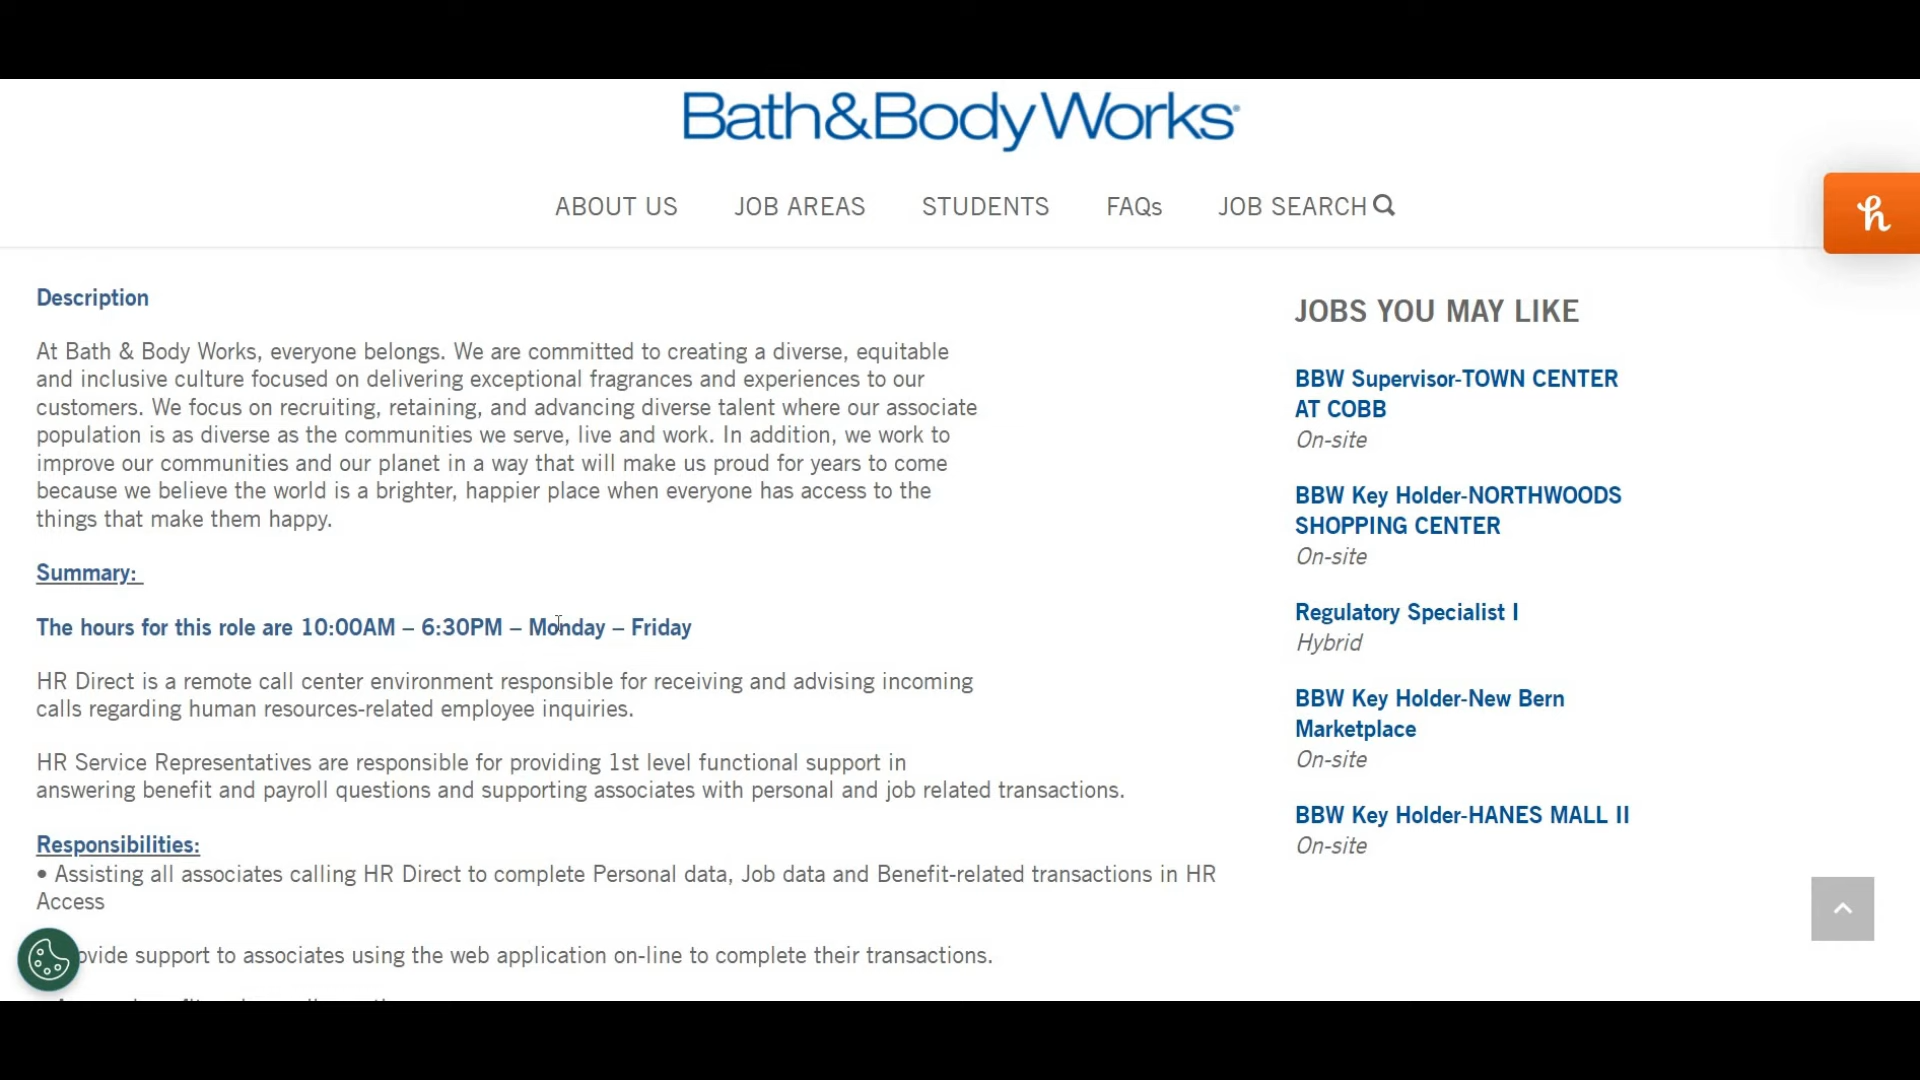 Bath&Body Works
ABOUT US JOB AREAS STUDENTS FAQs JOB SEARCH
Description
At Bath & Body Works, everyone belongs. We are committed to creating a diverse, equitable
and inclusive culture focused on delivering exceptional fragrances and experiences to our
customers. We focus on recruiting, retaining, and advancing diverse talent where our associate
population is as diverse as the communities we serve, live and work. In addition, we work to
improve our communities and our planet in a way that will make us proud for years to come
because we believe the world is a brighter, happier place when everyone has access to the
things that make them happy.
Summary:
The hours for this role are 10:00AM – 6:30PM – Monday – Friday
HR Direct is a remote call center environment responsible for receiving and advising incoming
calls regarding human resources-related employee inquiries.
HR Service Representatives are responsible for providing 1st level functional support in
answering benefit and payroll questions and supporting associates with personal and job related transactions.
Responsibilities:
• Assisting all associates calling HR Direct to complete Personal data, Job data and Benefit-related transactions in HR
Access
ovide support to associates using the web application on-line to complete their transactions.
JOBS YOU MAY LIKE
BBW Supervisor-TOWN CENTER
AT COBB
On-site
BBW Key Holder-NORTHWOODS
SHOPPING CENTER
On-site
Regulatory Specialist I
Hybrid
BBW Key Holder-New Bern
Marketplace
On-site
BBW Key Holder-HANES MALL II
On-site
h